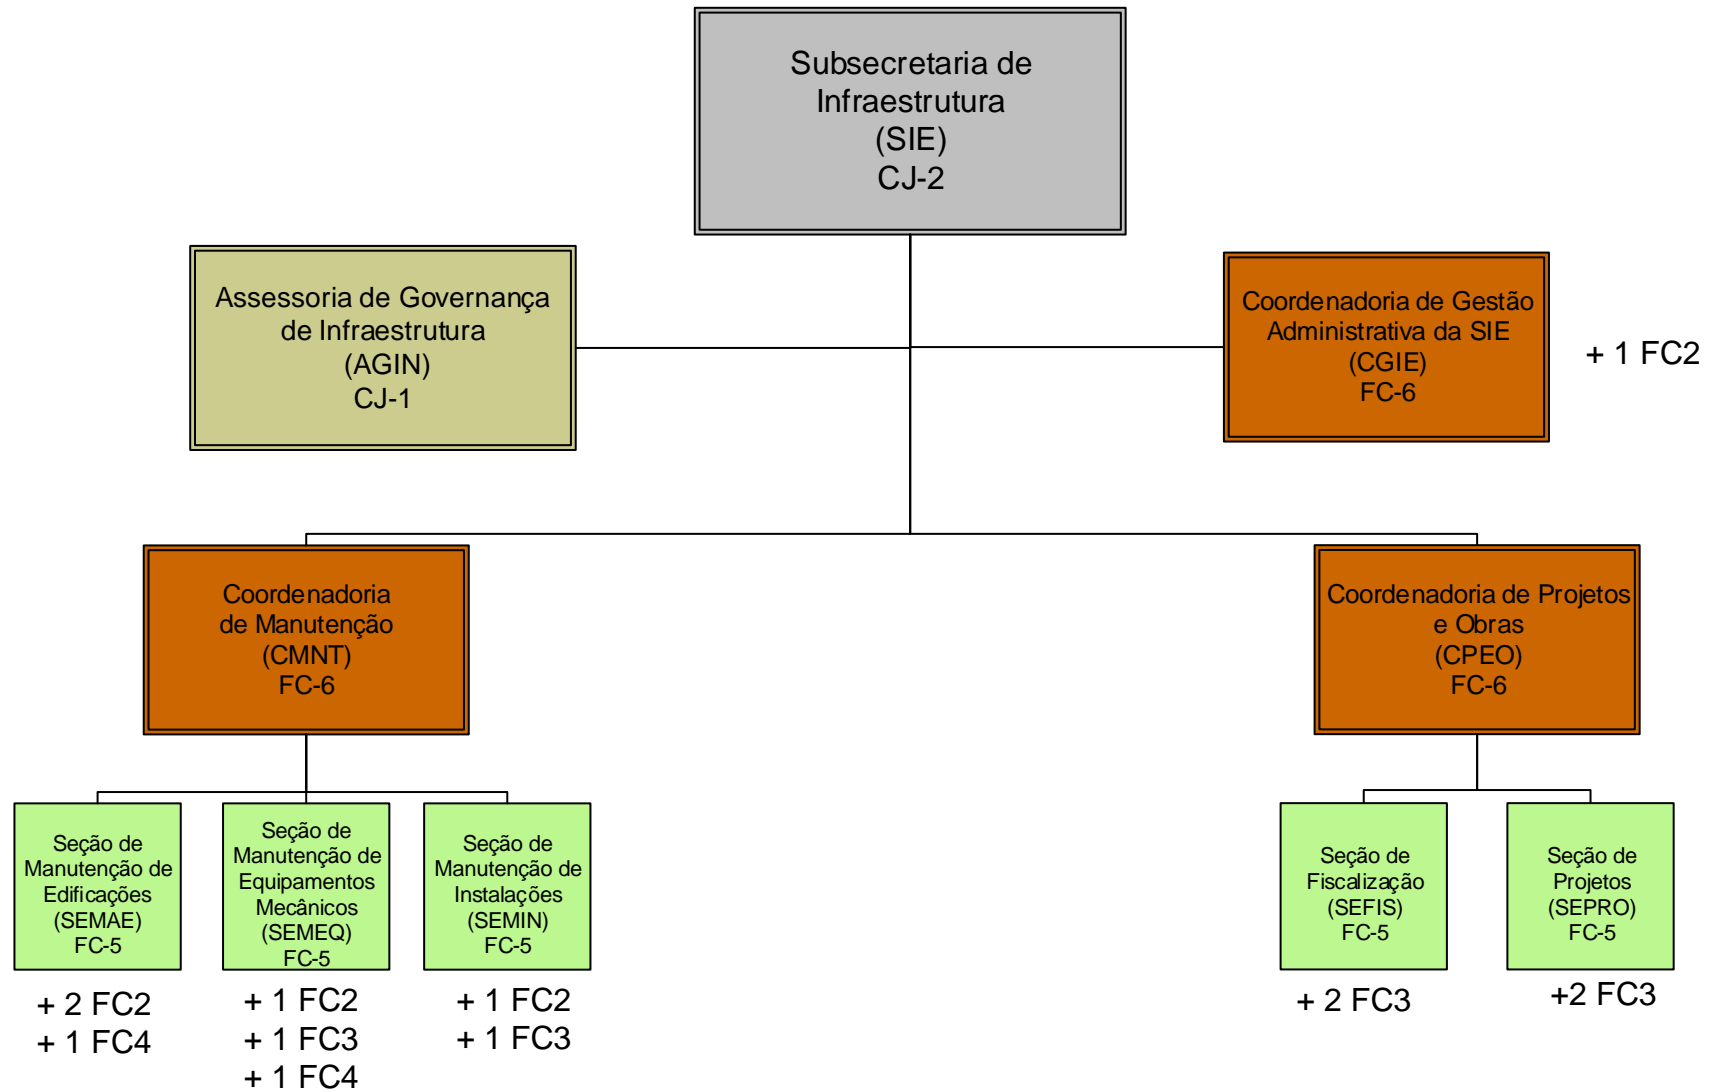 Subsecretaria de
Infraestrutura
(SIE)
CJ-2
Assessoria de Governança
de Infraestrutura
(AGIN)
CJ-1
Coordenadoria de Gestão
Administrativa da SIE
(CGIE)
FC-6
+ 1 FC2
Coordenadoria
de Manutenção
(CMNT)
FC-6
Coordenadoria de Projetos
e Obras
(CPEO)
FC-6
Seção de
Manutenção de
Edificações
(SEMAE)
FC-5
+ 2 FC2
+ 1 FC4
Seção de
Manutenção de
Equipamentos
Mecânicos
(SEMEQ)
FC-5
+ 1 FC2
+ 1 FC3
+ 1 FC4
Seção de
Manutenção de
Instalações
(SEMIN)
FC-5
+ 1 FC2
+ 1 FC3
Seção de
Fiscalização
(SEFIS)
FC-5
+ 2 FC3
Seção de
Projetos
(SEPRO)
FC-5
+2 FC3